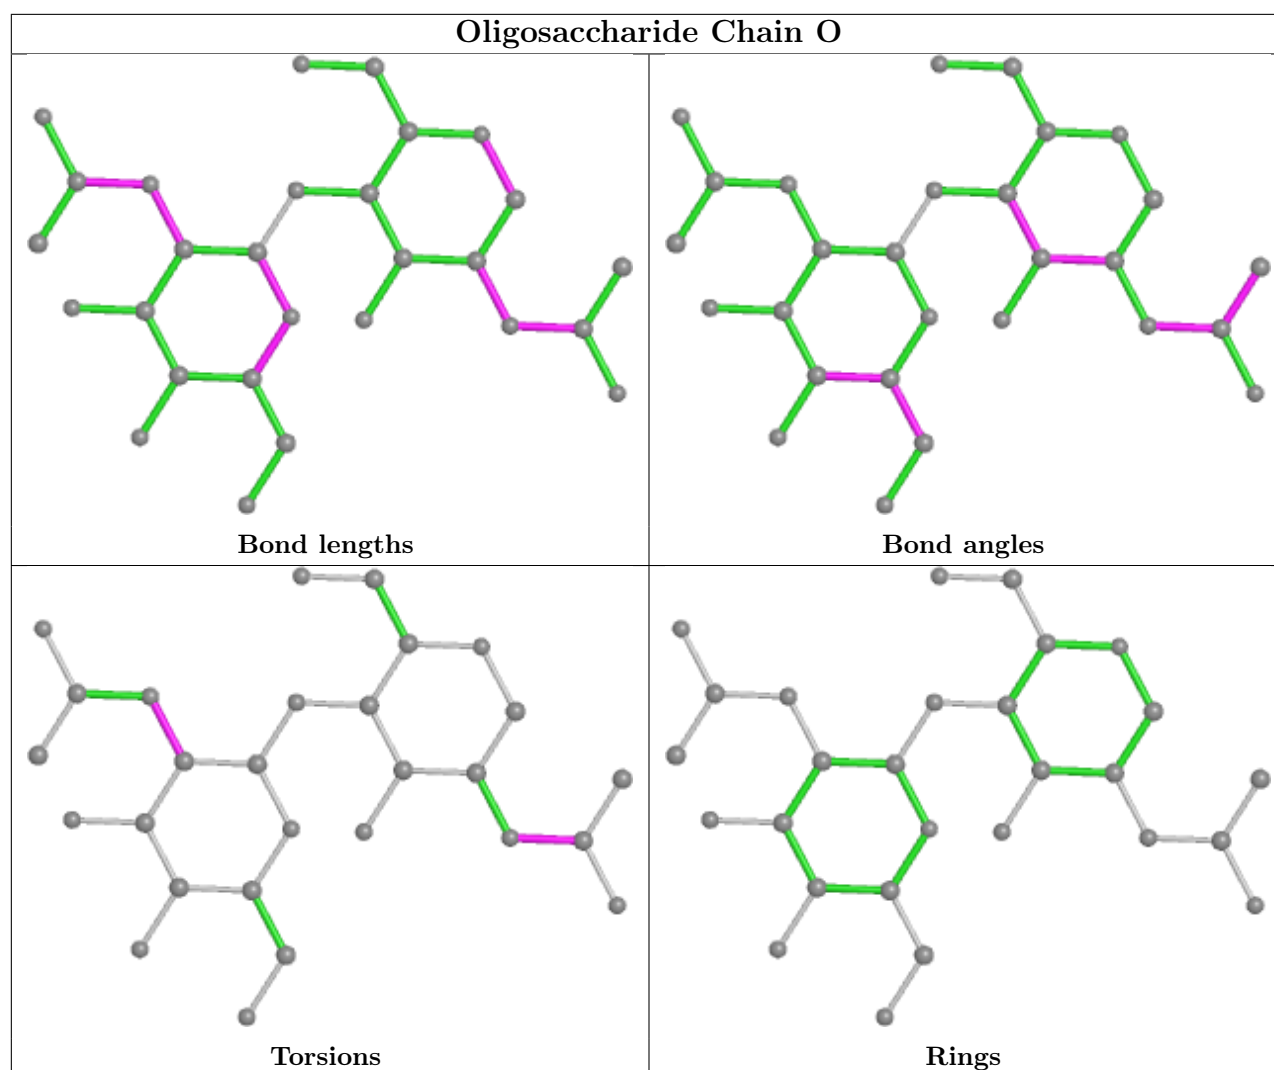 Oligosaccharide Chain O
Bond lengths
Bond angles
Torsions
Rings